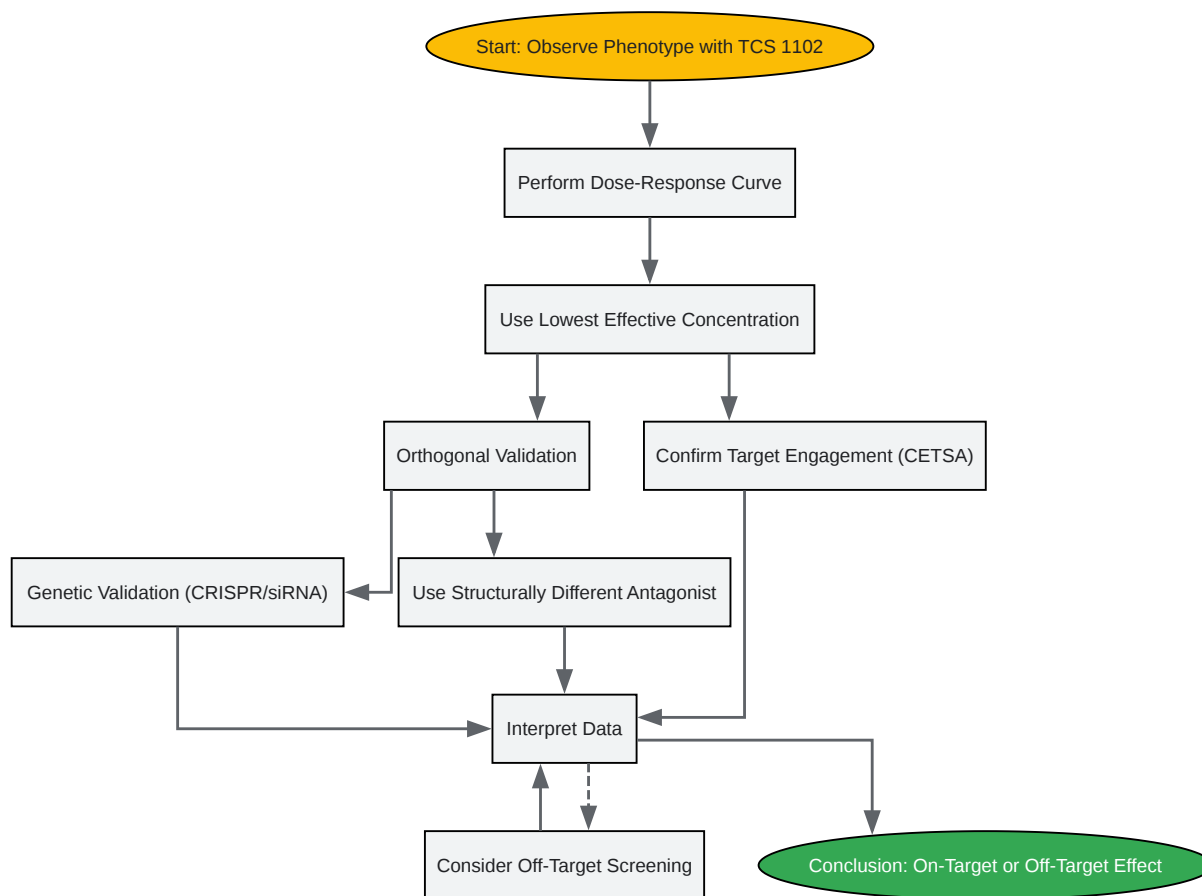 Start: Observe Phenotype with TCS 1102
Perform Dose-Response Curve
Use Lowest Effective Concentration
Orthogonal Validation
Confirm Target Engagement (CETSA)
Genetic Validation (CRISPR/siRNA)
Use Structurally Different Antagonist
Interpret Data
Consider Off-Target Screening
Conclusion: On-Target or Off-Target Effect